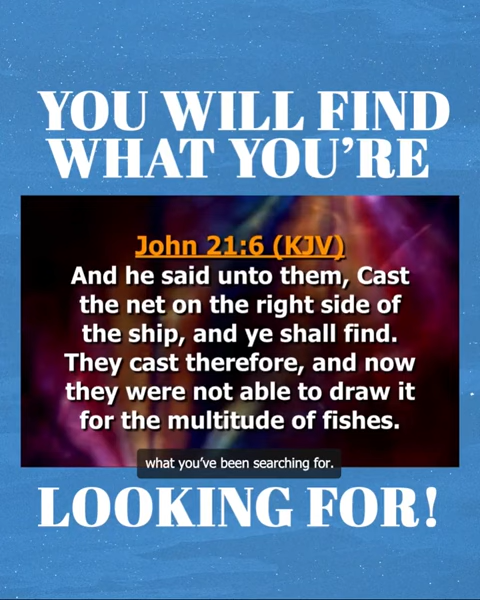 YOU WILL FIND
WHAT YOU'RE
John 21:6 (KJV)
And he said unto them, Cast
the net on the right side of
the ship, and ye shall find.
They cast therefore, and now
they were not able to draw it
for the multitude of fishes.
what you've been searching for.
LOOKING FOR!